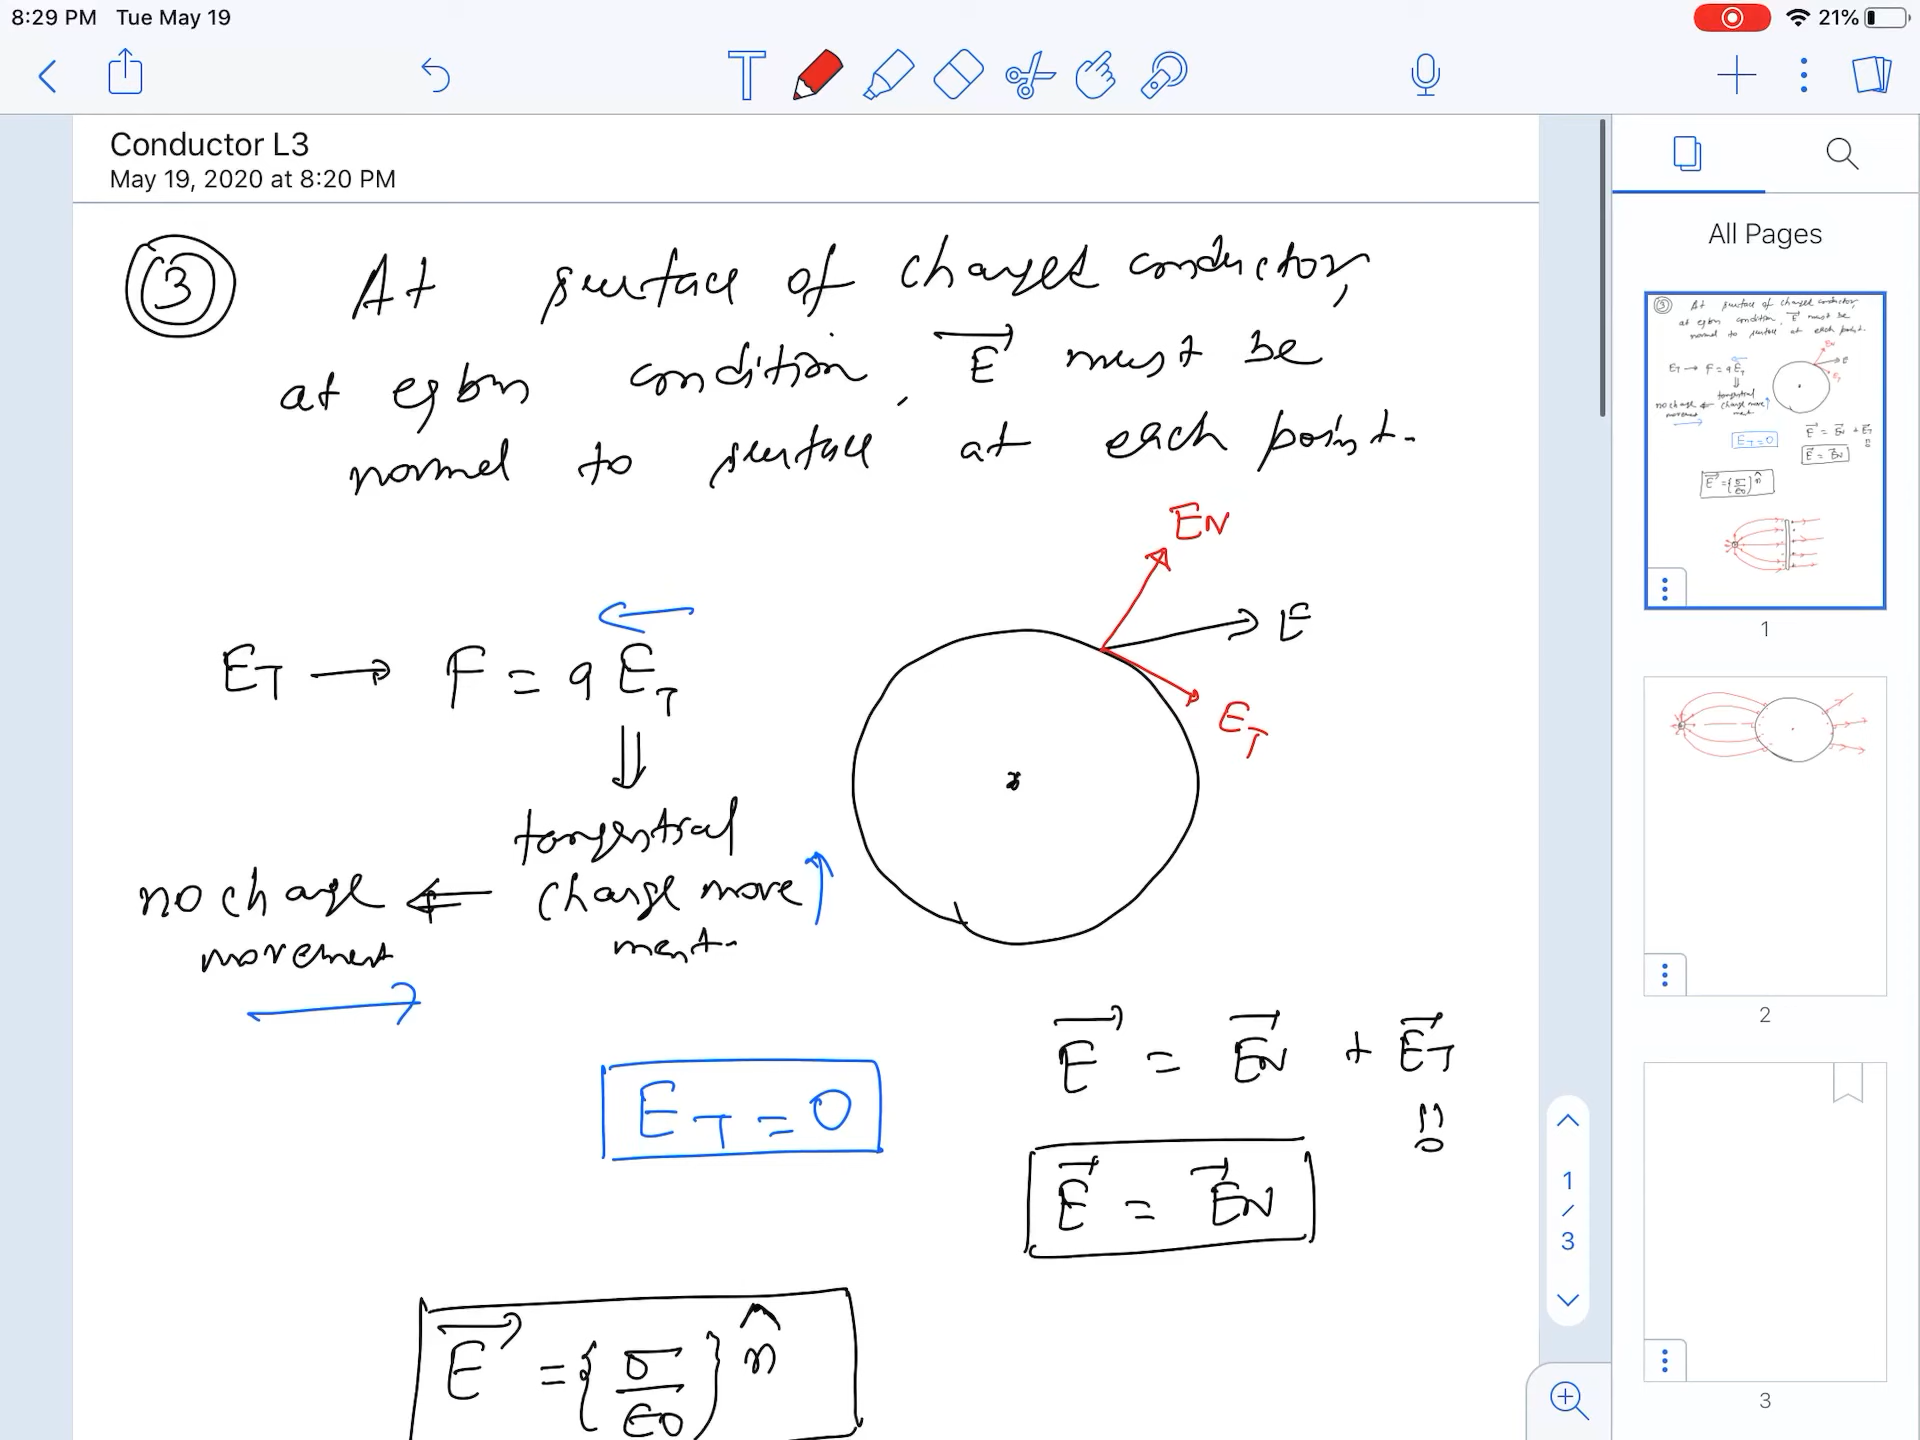 8:29 PM Tue May 19
21%
T
Conductor L3
May 19, 2020 at 8:20 PM
All Pages
③ At surface of charged conductor,
at eqbm condition, E must be
normal to surface at each point.
EN
E
ET
ET → F = qET
⇓
tangential
no charge ⇐ charge move
movement ment.
ET = 0
E = EN + ET
=
0
E = EN
E = {σ/ε0} n̂
1
2
3
1
/
3